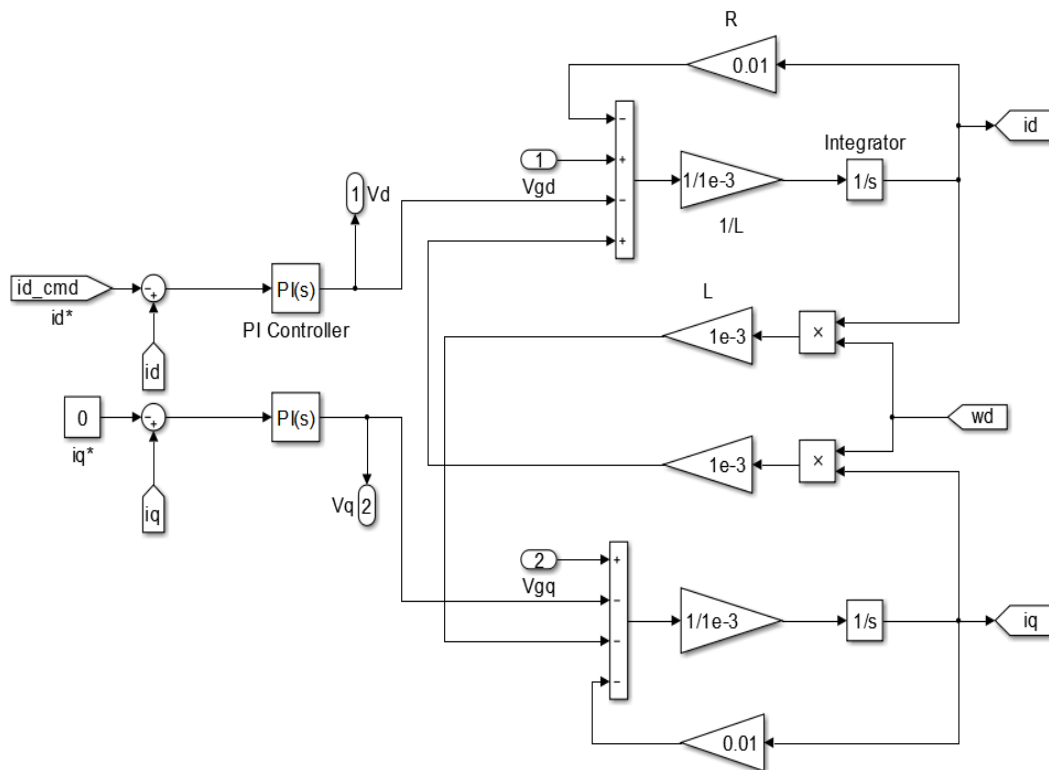 R
0.01
id
Integrator
1
Vgd
1/1e-3
1/s
1 Vd
1/L
id_cmd
id*
PI(s)
PI Controller
L
1e-3
×
id
0
iq*
PI(s)
wd
1e-3
×
iq
Vq 2
2
Vgq
1/1e-3
1/s
iq
0.01